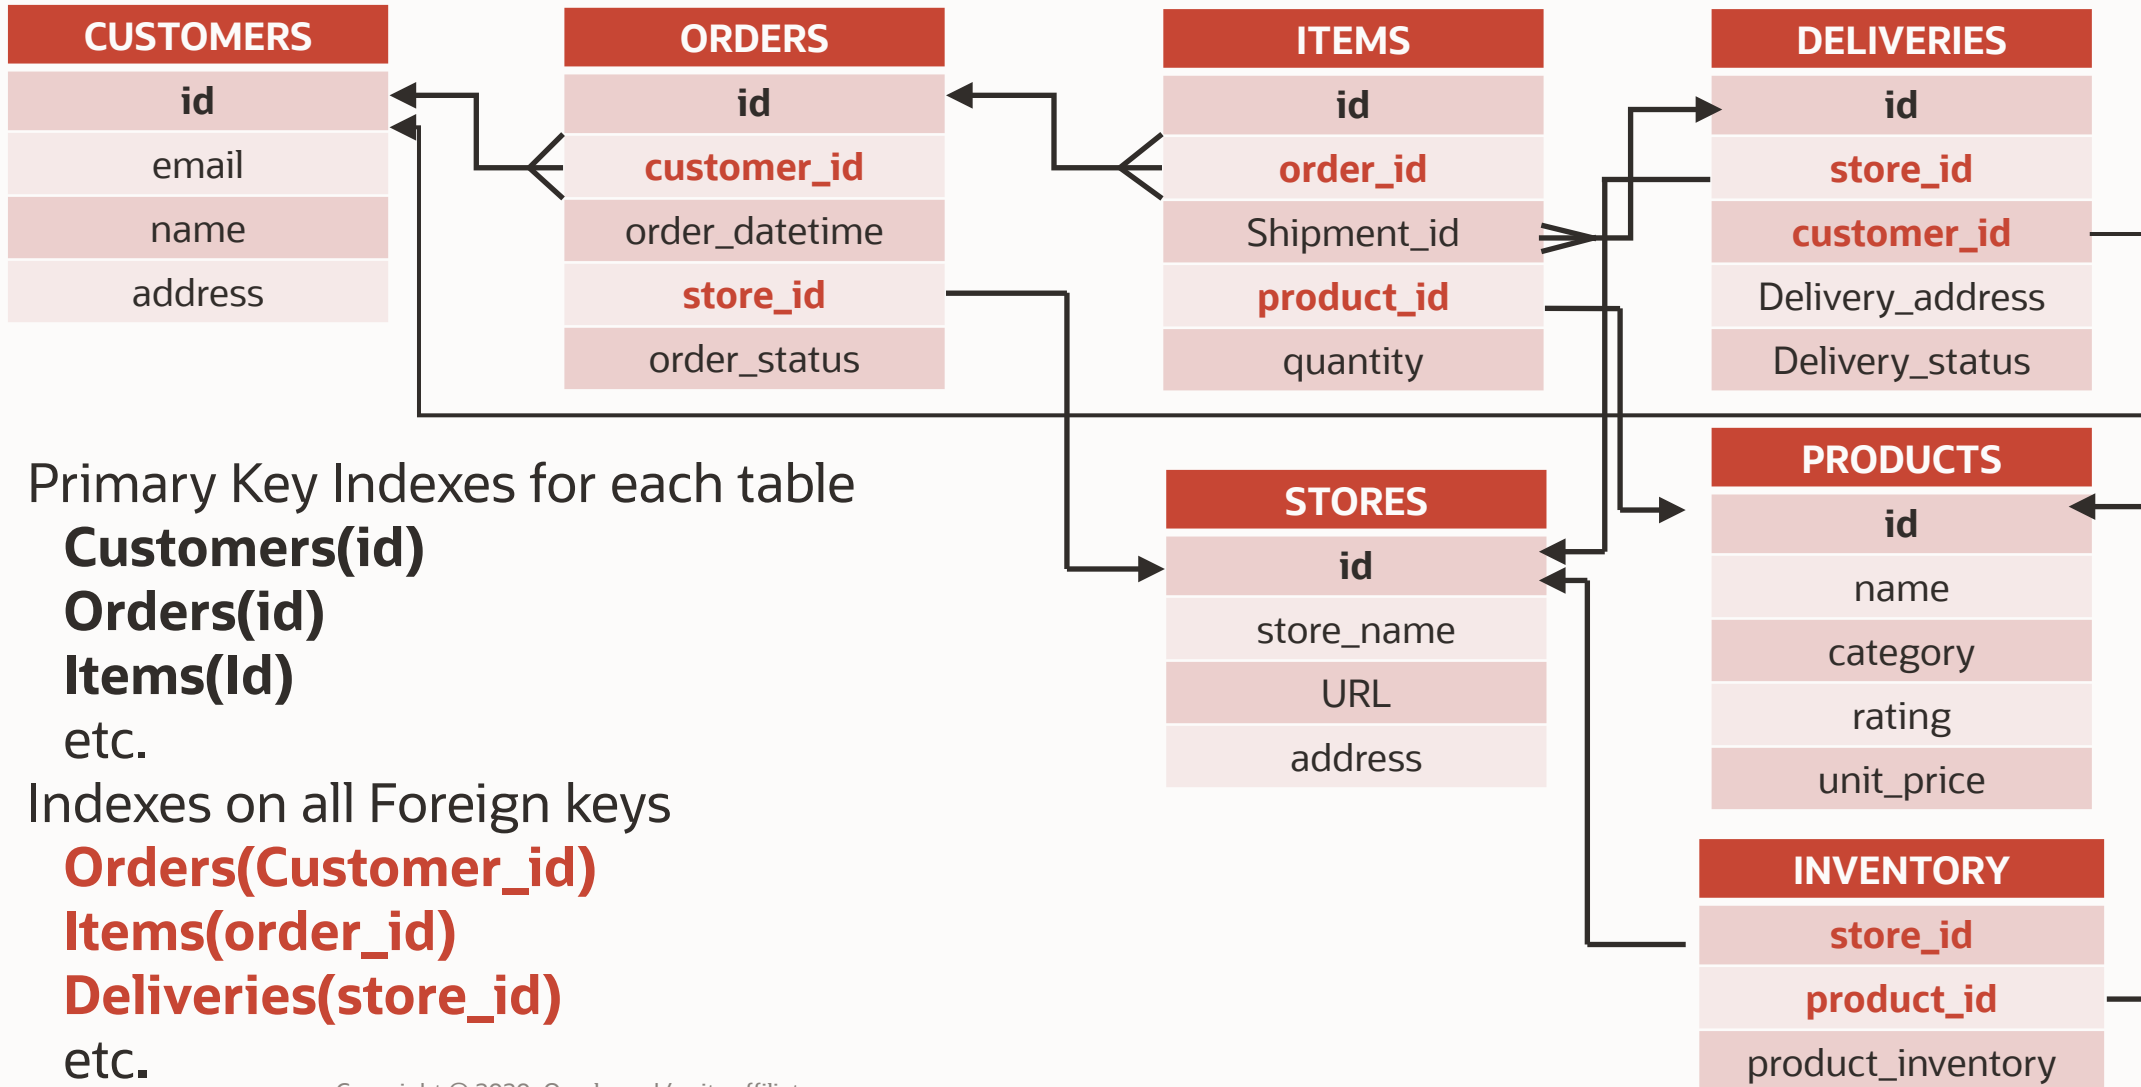 CUSTOMERS
id
email
name
address
ORDERS
id
customer_id
order_datetime
store_id
order_status
ITEMS
id
order_id
Shipment_id
product_id
quantity
DELIVERIES
id
store_id
customer_id
Delivery_address
Delivery_status
Primary Key Indexes for each table
Customers(id)
Orders(id)
Items(Id)
etc.
Indexes on all Foreign keys
Orders(Customer_id)
Items(order_id)
Deliveries(store_id)
etc.
STORES
id
store_name
URL
address
PRODUCTS
id
name
category
rating
unit_price
INVENTORY
store_id
product_id
product_inventory